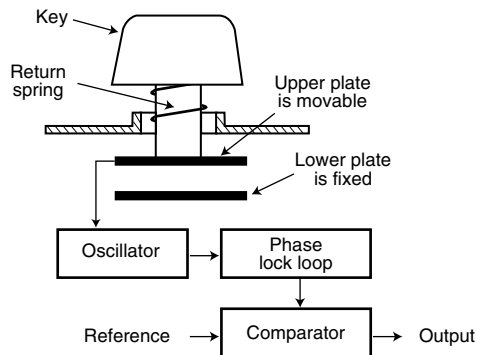 Key
Return
spring
Upper plate
is movable
Lower plate
is fixed
Oscillator
Phase
lock loop
Reference
Comparator
Output